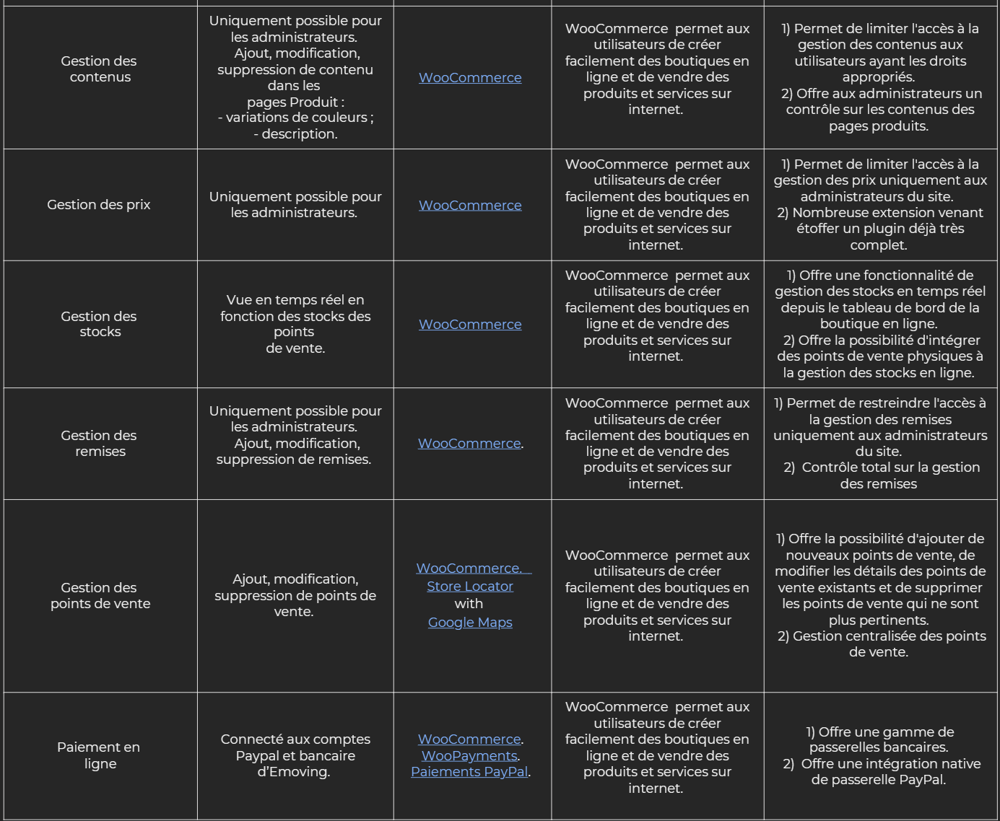 Gestion des
contenus
Uniquement possible pour
les administrateurs.
Ajout, modification,
suppression de contenu
dans les
pages Produit :
- variations de couleurs ;
- description.
WooCommerce
WooCommerce  permet aux
utilisateurs de créer
facilement des boutiques en
ligne et de vendre des
produits et services sur
internet.
1) Permet de limiter l'accès à la
gestion des contenus aux
utilisateurs ayant les droits
appropriés.
2) Offre aux administrateurs un
contrôle sur les contenus des
pages produits.
Gestion des prix
Uniquement possible pour
les administrateurs.
WooCommerce
WooCommerce  permet aux
utilisateurs de créer
facilement des boutiques en
ligne et de vendre des
produits et services sur
internet.
1) Permet de limiter l'accès à la
gestion des prix uniquement aux
administrateurs du site.
2) Nombreuse extension venant
étoffer un plugin déjà très
complet.
Gestion des
stocks
Vue en temps réel en
fonction des stocks des
points
de vente.
WooCommerce
WooCommerce  permet aux
utilisateurs de créer
facilement des boutiques en
ligne et de vendre des
produits et services sur
internet.
1) Offre une fonctionnalité de
gestion des stocks en temps réel
depuis le tableau de bord de la
boutique en ligne.
2) Offre la possibilité d'intégrer
des points de vente physiques à
la gestion des stocks en ligne.
Gestion des
remises
Uniquement possible pour
les administrateurs.
Ajout, modification,
suppression de remises.
WooCommerce.
WooCommerce  permet aux
utilisateurs de créer
facilement des boutiques en
ligne et de vendre des
produits et services sur
internet.
1) Permet de restreindre l'accès à
la gestion des remises
uniquement aux administrateurs
du site.
2)  Contrôle total sur la gestion
des remises
Gestion des
points de vente
Ajout, modification,
suppression de points de
vente.
WooCommerce.
Store Locator
with
Google Maps
WooCommerce  permet aux
utilisateurs de créer
facilement des boutiques en
ligne et de vendre des
produits et services sur
internet.
1) Offre la possibilité d'ajouter de
nouveaux points de vente, de
modifier les détails des points de
vente existants et de supprimer
les points de vente qui ne sont
plus pertinents.
2) Gestion centralisée des points
de vente.
Paiement en
ligne
Connecté aux comptes
Paypal et bancaire
d’Emoving.
WooCommerce.
WooPayments.
Paiements PayPal.
WooCommerce  permet aux
utilisateurs de créer
facilement des boutiques en
ligne et de vendre des
produits et services sur
internet.
1) Offre une gamme de
passerelles bancaires.
2)  Offre une intégration native
de passerelle PayPal.